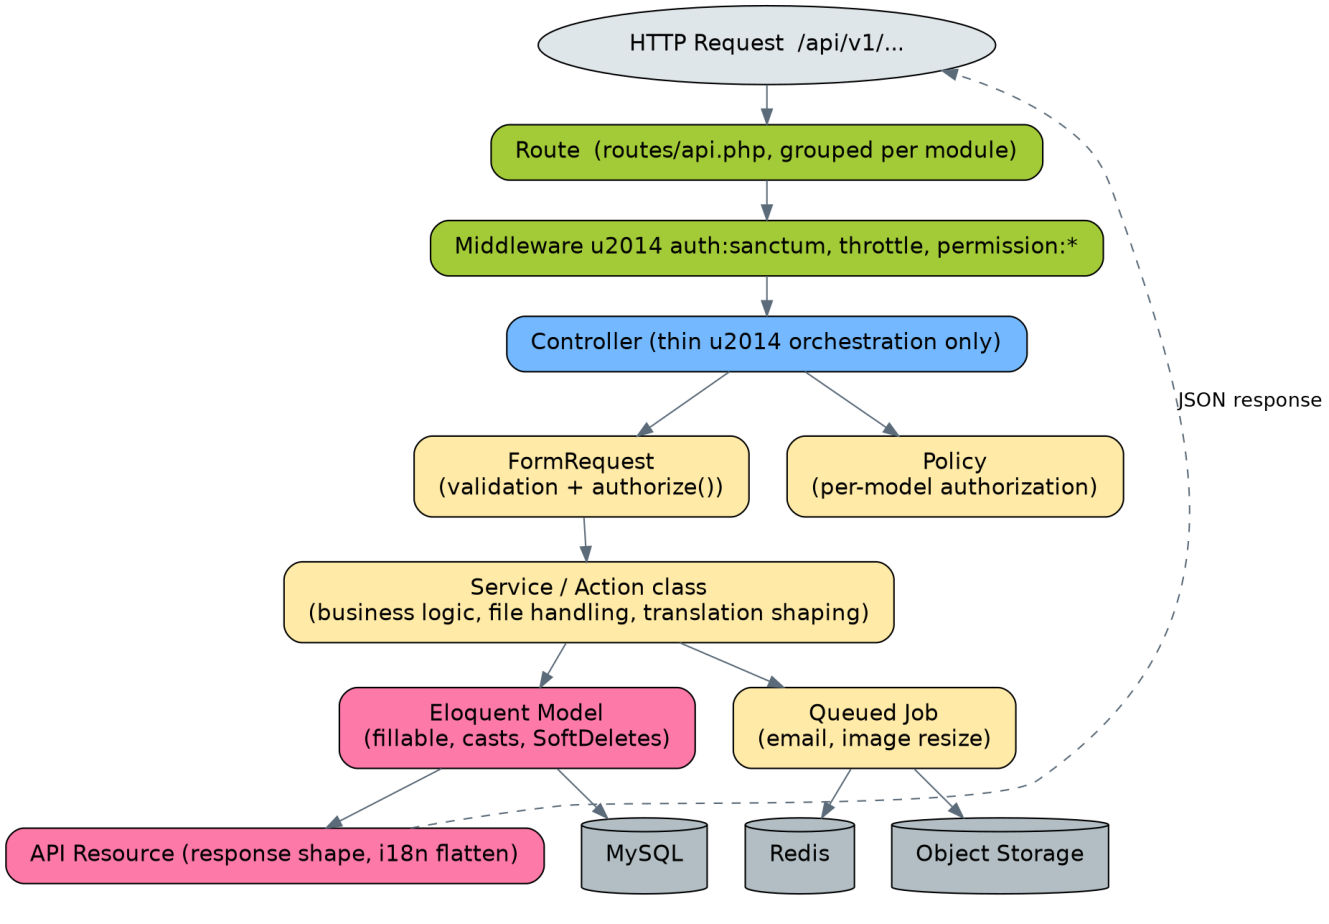 HTTP Request  /api/v1/...
Route  (routes/api.php, grouped per module)
Middleware u2014 auth:sanctum, throttle, permission:*
Controller (thin u2014 orchestration only)
JSON response
FormRequest
(validation + authorize())
Policy
(per-model authorization)
Service / Action class
(business logic, file handling, translation shaping)
Eloquent Model
(fillable, casts, SoftDeletes)
Queued Job
(email, image resize)
API Resource (response shape, i18n flatten)
MySQL
Redis
Object Storage